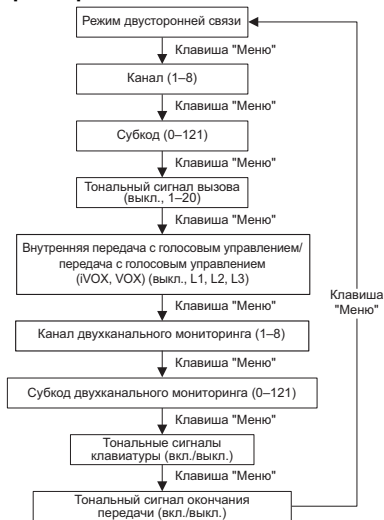 Режим двусторонней связи
Клавиша "Меню"
Канал (1–8)
Клавиша "Меню"
Субкод (0–121)
Клавиша "Меню"
Тональный сигнал вызова
(выкл., 1–20)
Клавиша "Меню"
Внутренняя передача с голосовым управлением/
передача с голосовым управлением
(iVOX, VOX) (выкл., L1, L2, L3)
Клавиша
"Меню"
Клавиша "Меню"
Канал двухканального мониторинга (1–8)
Клавиша "Меню"
Субкод двухканального мониторинга (0–121)
Клавиша "Меню"
Тональные сигналы
клавиатуры (вкл./выкл.)
Клавиша "Меню"
Тональный сигнал окончания
передачи (вкл./выкл.)